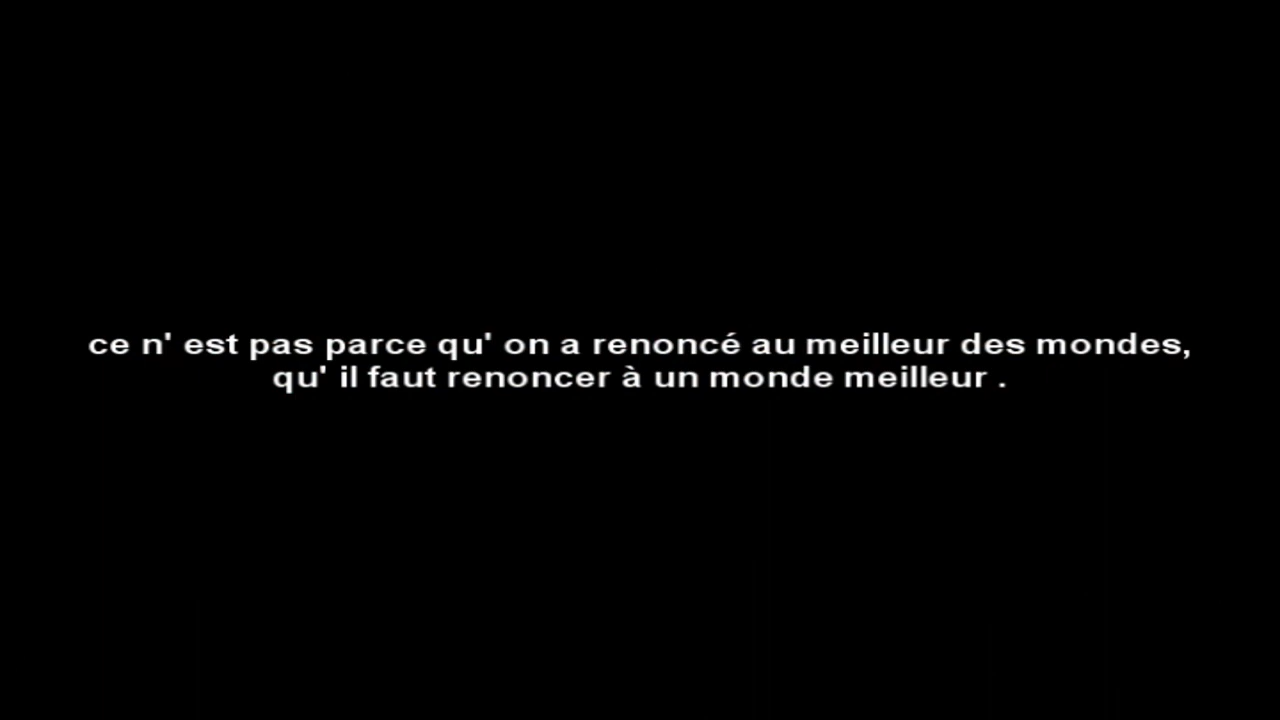 ce n' est pas parce qu' on a renoncé au meilleur des mondes,
qu' il faut renoncer à un monde meilleur .